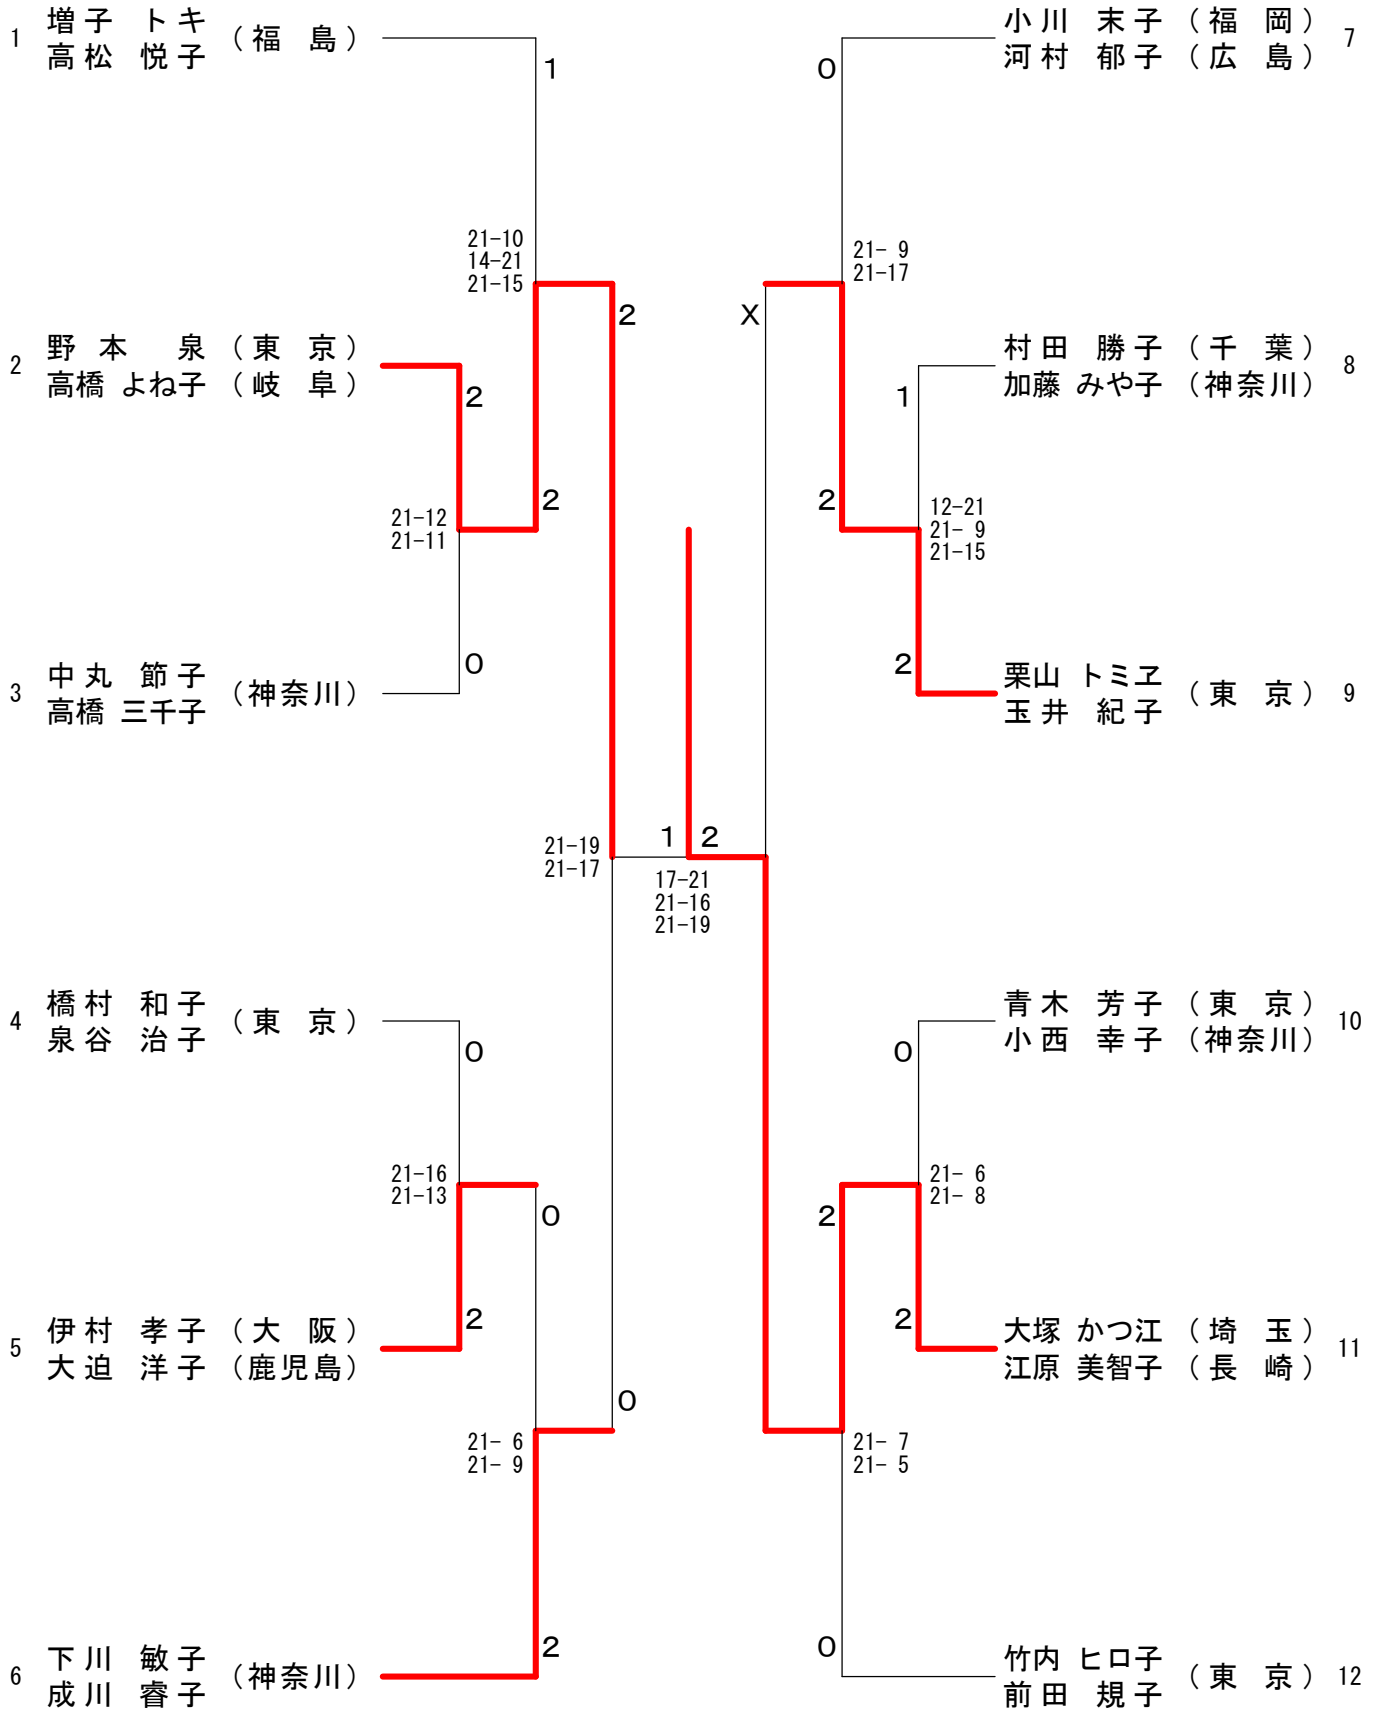 1 増子 トキ (福 島)
高松 悦子
1
21-10
14-21
21-15
2
2 野本 泉 (東 京)
高橋 よね子 (岐 阜)
2
2
21-12
21-11
3 中丸 節子 (神奈川)
高橋 三千子
0
21-19
21-17
1 2
17-21
21-16
21-19
4 橋村 和子 (東 京)
泉谷 治子
0
21-16
21-13
0
5 伊村 孝子 (大 阪)
大迫 洋子 (鹿児島)
2
0
21- 6
21- 9
6 下川 敏子 (神奈川)
成川 睿子
2
小川 末子 (福 岡) 7
河村 郁子 (広 島)
0
21- 9
21-17
X
村田 勝子 (千 葉) 8
加藤 みや子 (神奈川)
1
2
12-21
21- 9
21-15
2
栗山 トミヱ (東 京) 9
玉井 紀子
青木 芳子 (東 京) 10
小西 幸子 (神奈川)
0
21- 6
21- 8
2
2
大塚 かつ江 (埼 玉) 11
江原 美智子 (長 崎)
21- 7
21- 5
0
竹内 ヒロ子 (東 京) 12
前田 規子